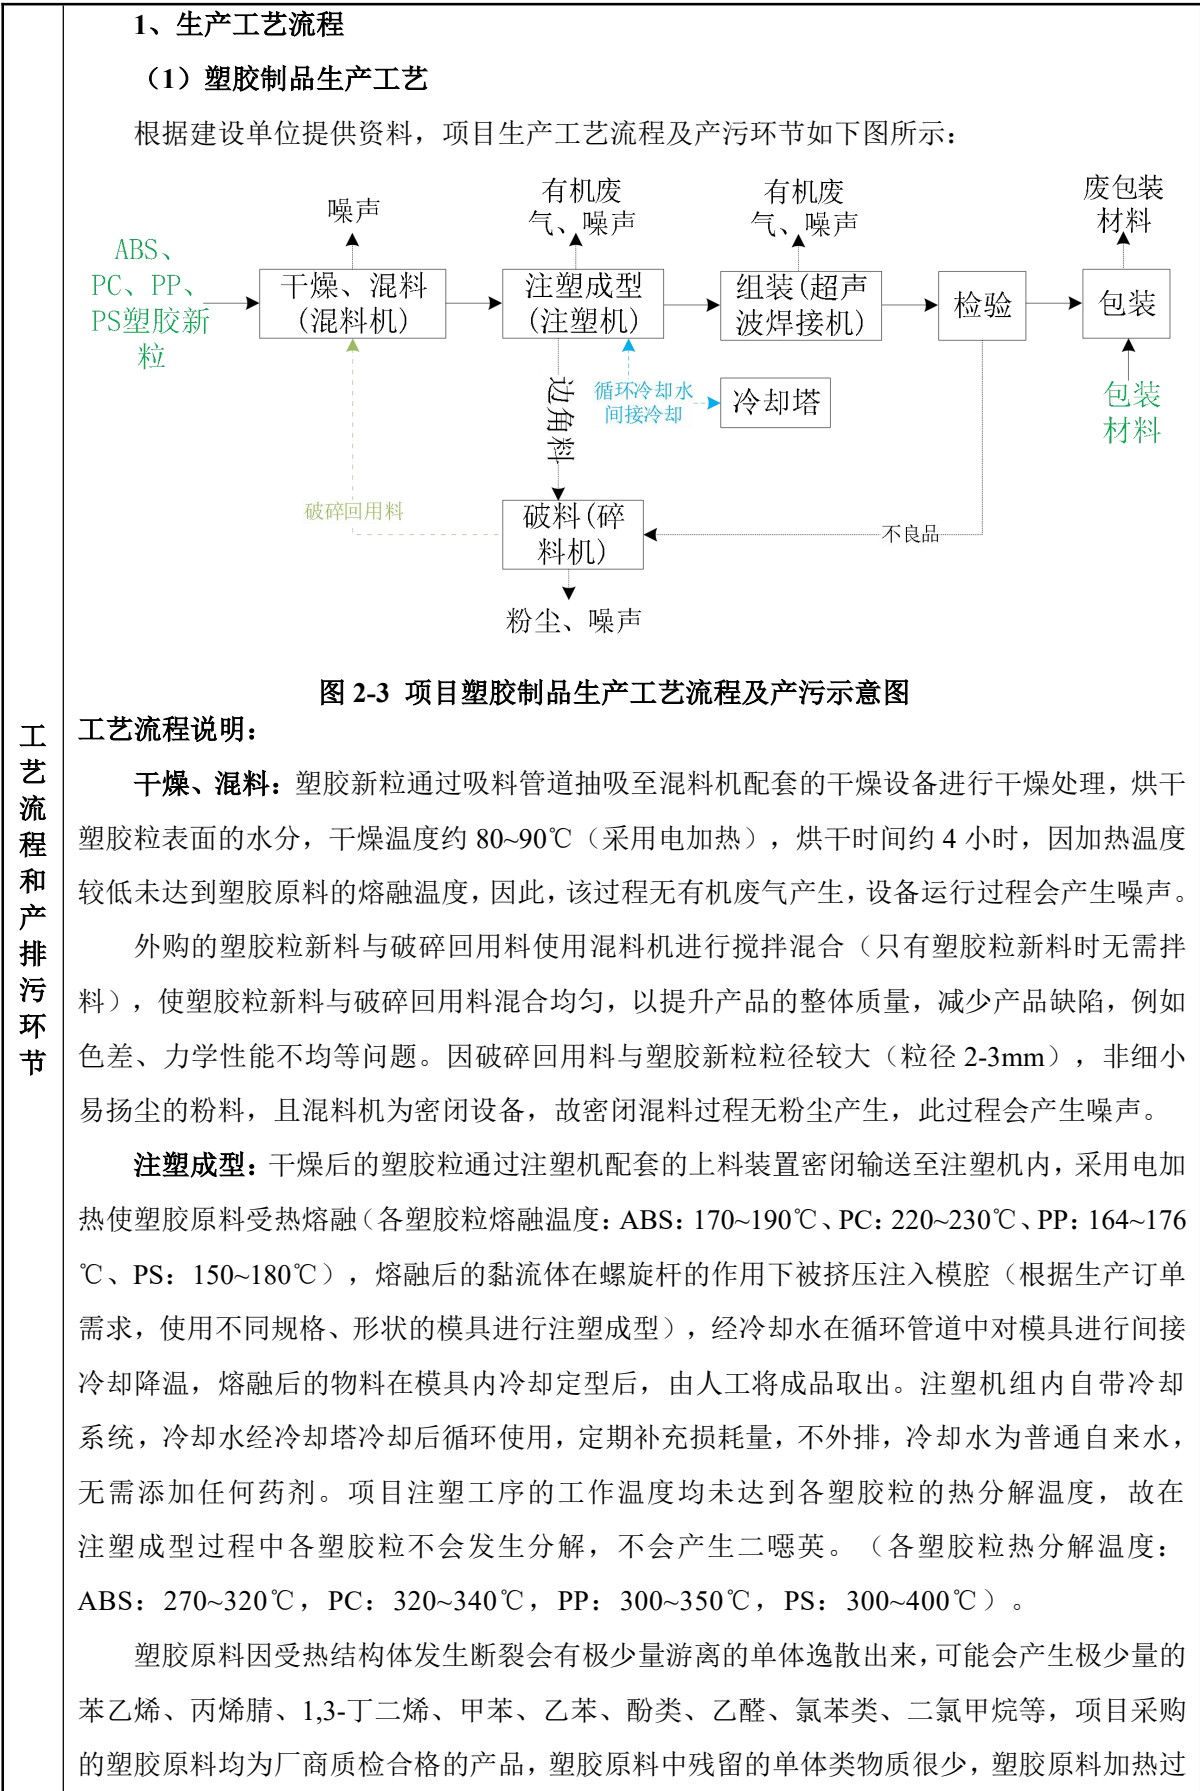 1、生产工艺流程
（1）塑胶制品生产工艺
根据建设单位提供资料，项目生产工艺流程及产污环节如下图所示：
噪声
有机废
气、噪声
有机废
气、噪声
废包装
材料
ABS、
PC、PP、
PS塑胶新
粒
干燥、混料
(混料机)
注塑成型
(注塑机)
组装(超声
波焊接机)
检验
包装
边角料
循环冷却水
间接冷却
冷却塔
包装
材料
破碎回用料
破料(碎
料机)
不良品
粉尘、噪声
图 2-3 项目塑胶制品生产工艺流程及产污示意图
工艺流程和产排污环节
工艺流程说明：
干燥、混料：塑胶新粒通过吸料管道抽吸至混料机配套的干燥设备进行干燥处理，烘干
塑胶粒表面的水分，干燥温度约 80~90℃（采用电加热），烘干时间约 4 小时，因加热温度
较低未达到塑胶原料的熔融温度，因此，该过程无有机废气产生，设备运行过程会产生噪声。
外购的塑胶粒新料与破碎回用料使用混料机进行搅拌混合（只有塑胶粒新料时无需拌
料），使塑胶粒新料与破碎回用料混合均匀，以提升产品的整体质量，减少产品缺陷，例如
色差、力学性能不均等问题。因破碎回用料与塑胶新粒粒径较大（粒径 2-3mm），非细小
易扬尘的粉料，且混料机为密闭设备，故密闭混料过程无粉尘产生，此过程会产生噪声。
注塑成型：干燥后的塑胶粒通过注塑机配套的上料装置密闭输送至注塑机内，采用电加
热使塑胶原料受热熔融（各塑胶粒熔融温度：ABS：170~190℃、PC：220~230℃、PP：164~176
℃、PS：150~180℃），熔融后的黏流体在螺旋杆的作用下被挤压注入模腔（根据生产订单
需求，使用不同规格、形状的模具进行注塑成型），经冷却水在循环管道中对模具进行间接
冷却降温，熔融后的物料在模具内冷却定型后，由人工将成品取出。注塑机组内自带冷却
系统，冷却水经冷却塔冷却后循环使用，定期补充损耗量，不外排，冷却水为普通自来水，
无需添加任何药剂。项目注塑工序的工作温度均未达到各塑胶粒的热分解温度，故在
注塑成型过程中各塑胶粒不会发生分解，不会产生二噁英。（各塑胶粒热分解温度：
ABS：270~320℃，PC：320~340℃，PP：300~350℃，PS：300~400℃）。
塑胶原料因受热结构体发生断裂会有极少量游离的单体逸散出来，可能会产生极少量的
苯乙烯、丙烯腈、1,3-丁二烯、甲苯、乙苯、酚类、乙醛、氯苯类、二氯甲烷等，项目采购
的塑胶原料均为厂商质检合格的产品，塑胶原料中残留的单体类物质很少，塑胶原料加热过